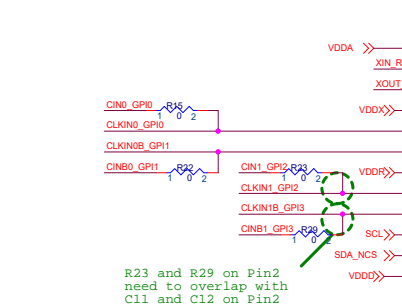 VDDA
XIN_R
XOUT
CIN0_GPI0 R15 VDDX
1 0 2
CLKIN0_GPI0
CLKIN0B_GPI1
CINB0_GPI1 R22 CIN1_GPI2 R23 VDDR
1 0 2 1 0 2
CLKIN1_GPI2
CLKIN1B_GPI3
CINB1_GPI3 R29 SCL
1 0 2
SDA_NCS
R23 and R29 on Pin2
need to overlap with
C11 and C12 on Pin2
VDDD